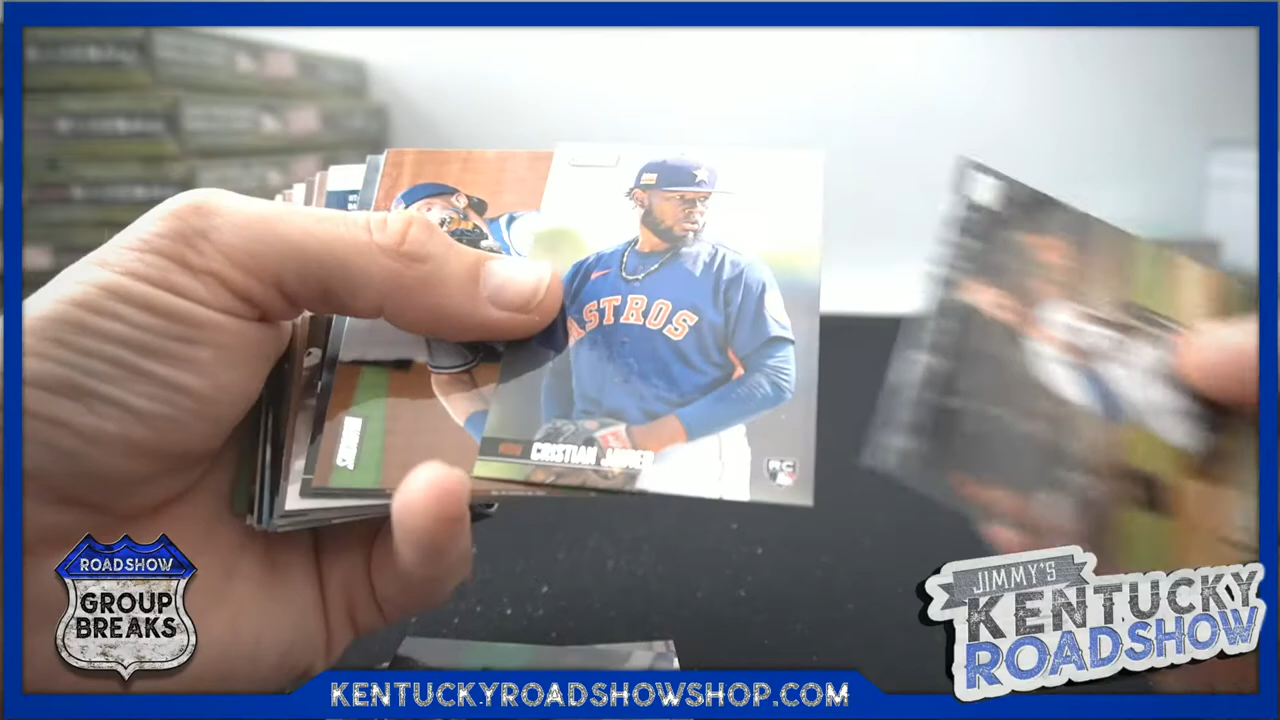 ASTROS
CRISTIAN JAVIER
RC
ROADSHOW
GROUP
BREAKS
JIMMY'S
KENTUCKY
ROADSHOW
KENTUCKYROADSHOWSHOP.COM